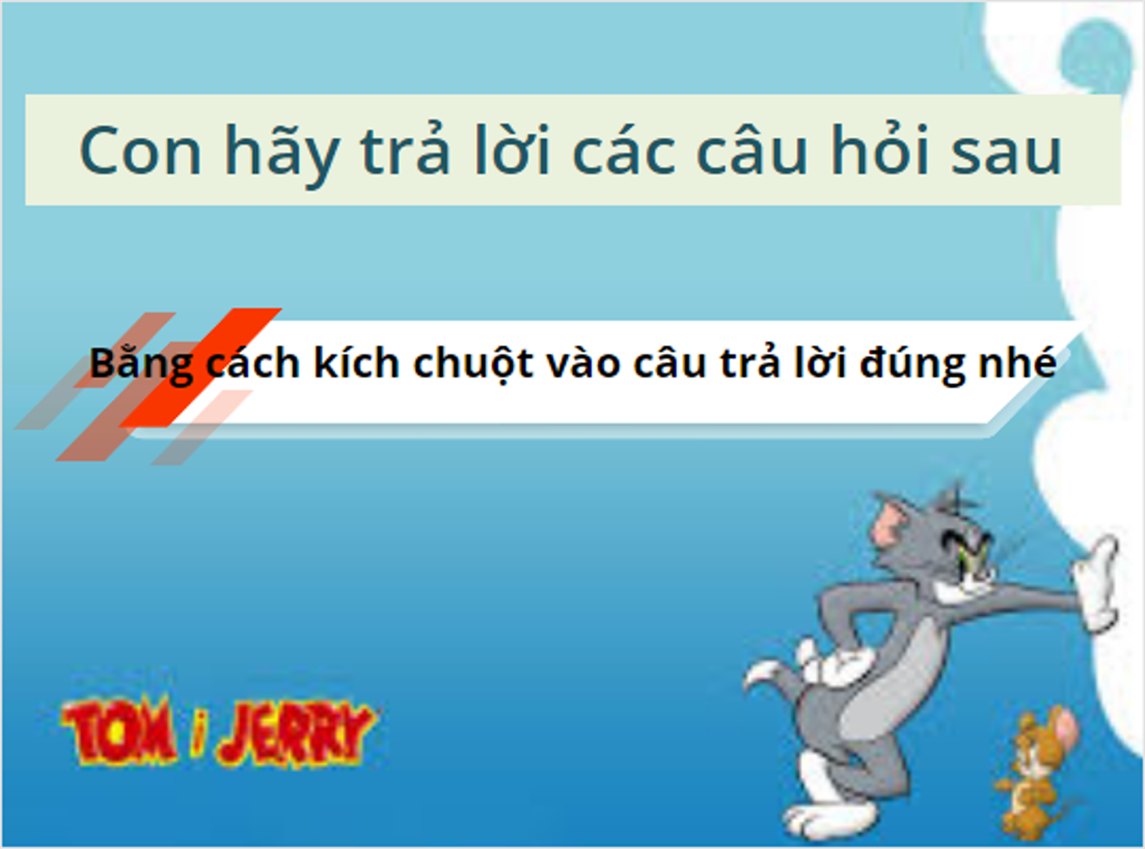 Con hãy trả lời các câu hỏi sau
Bằng cách kích chuột vào câu trả lời đúng nhé
TOM i JERRY